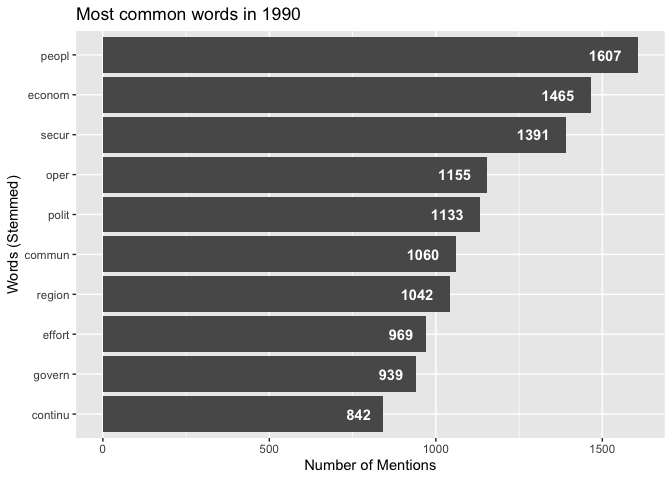 Most common words in 1990
peopl
1607
econom
1465
secur
1391
oper
1155
polit
1133
commun
1060
region
1042
effort
969
govern
939
continu
842
Words (Stemmed)
0 500 1000 1500
Number of Mentions